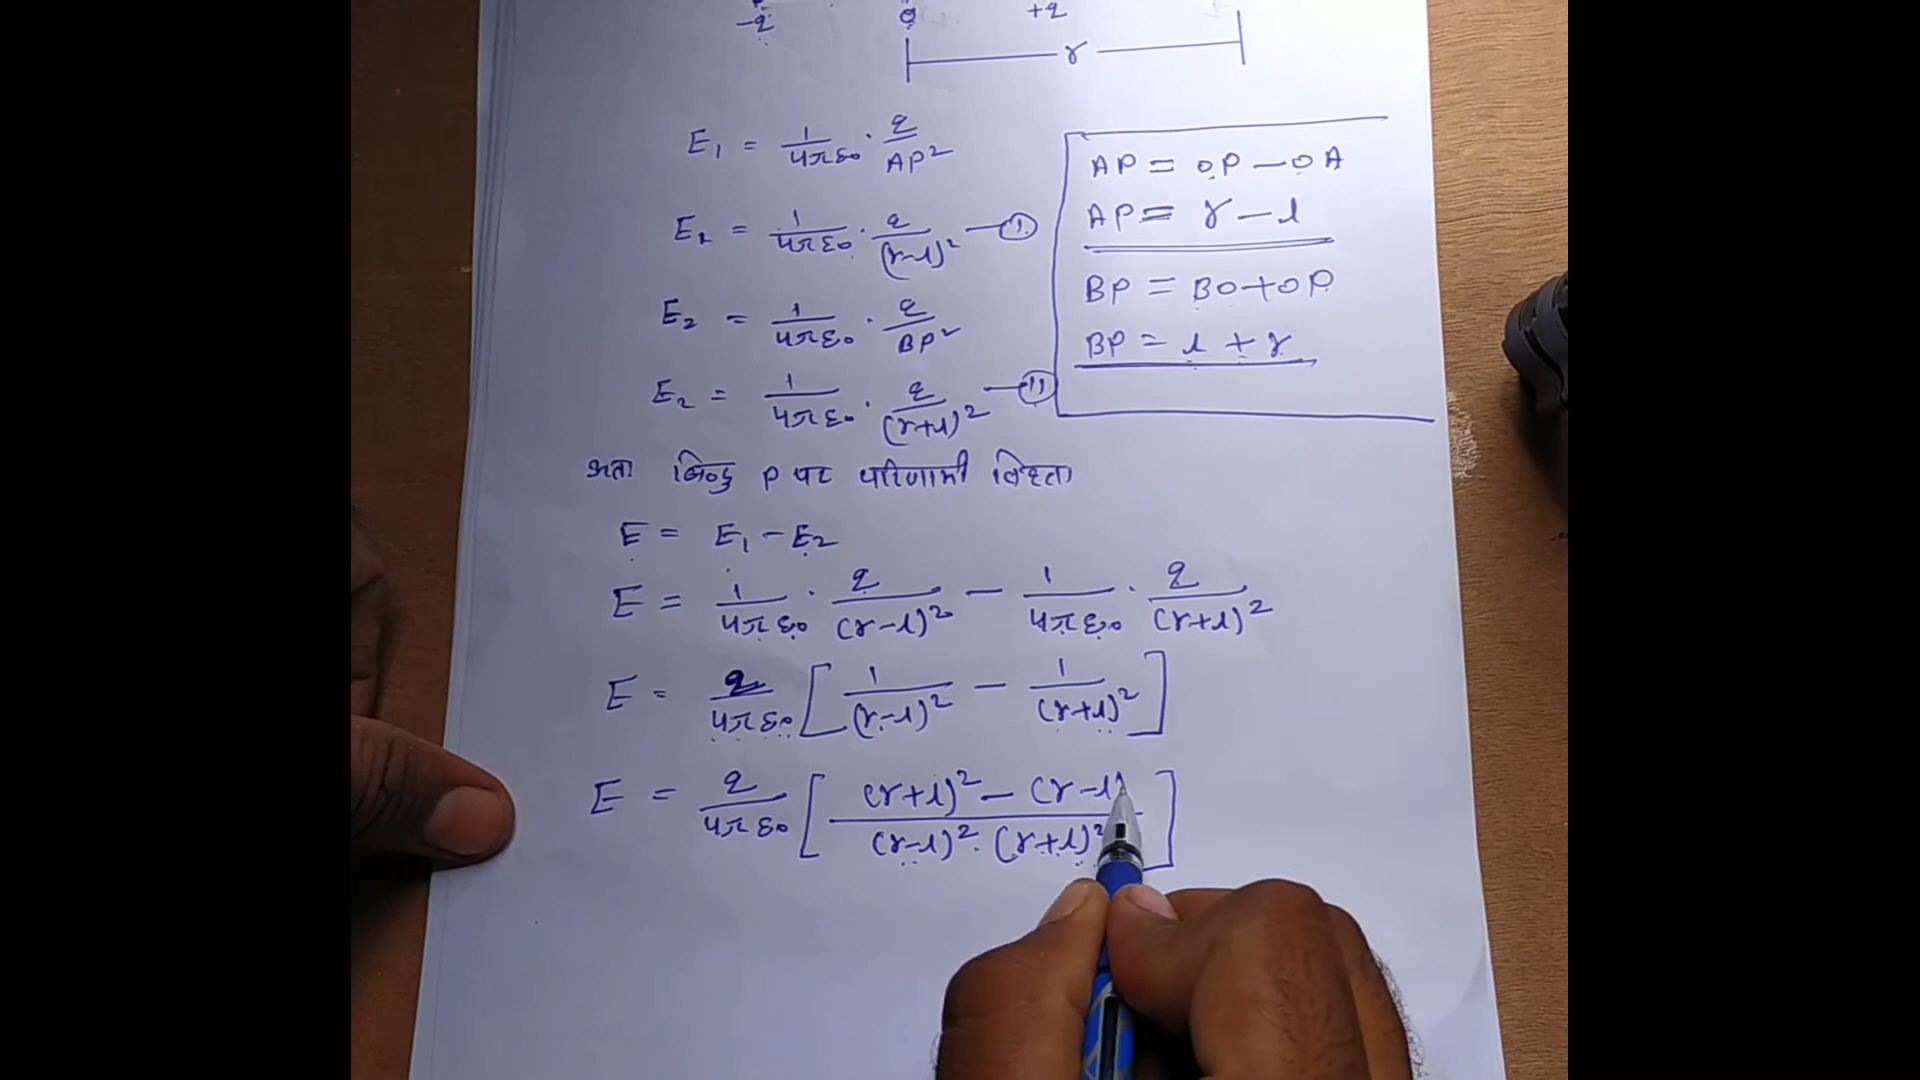 -q O +q
r
E₁ = 1/4πε₀ · q/AP²
E₁ = 1/4πε₀ · q/(r-l)² — (i)
E₂ = 1/4πε₀ · q/BP²
E₂ = 1/4πε₀ · q/(r+l)² — (ii)
AP = OP - OA
AP = r - l
BP = BO + OP
BP = l + r
अतः बिन्दु P पर परिणामी
E = E₁ - E₂
E = 1/4πε₀ · q/(r-l)² - 1/4πε₀ · q/(r+l)²
E = q/4πε₀ [ 1/(r-l)² - 1/(r+l)² ]
E = q/4πε₀ [ (r+l)² - (r-l) / (r-l)² · (r+l)² ]